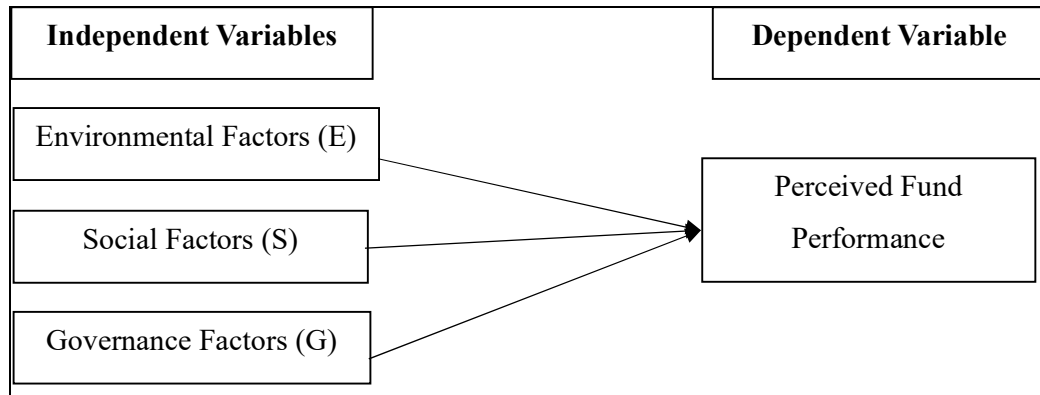 Independent Variables
Dependent Variable
Environmental Factors (E)
Social Factors (S)
Governance Factors (G)
Perceived Fund
Performance